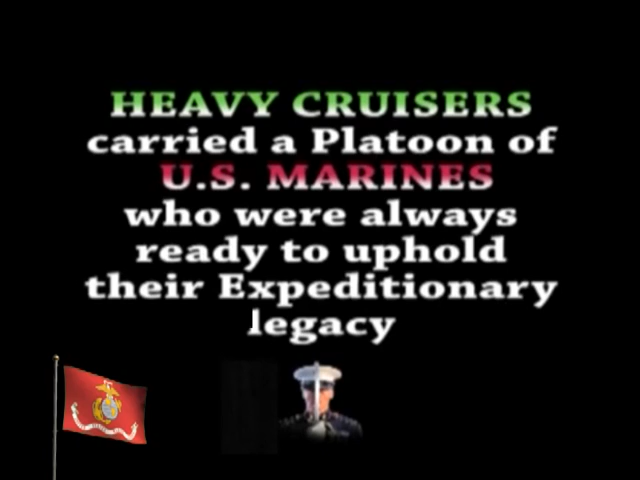 HEAVY CRUISERS
carried a Platoon of
U.S. MARINES
who were always
ready to uphold
their Expeditionary
legacy